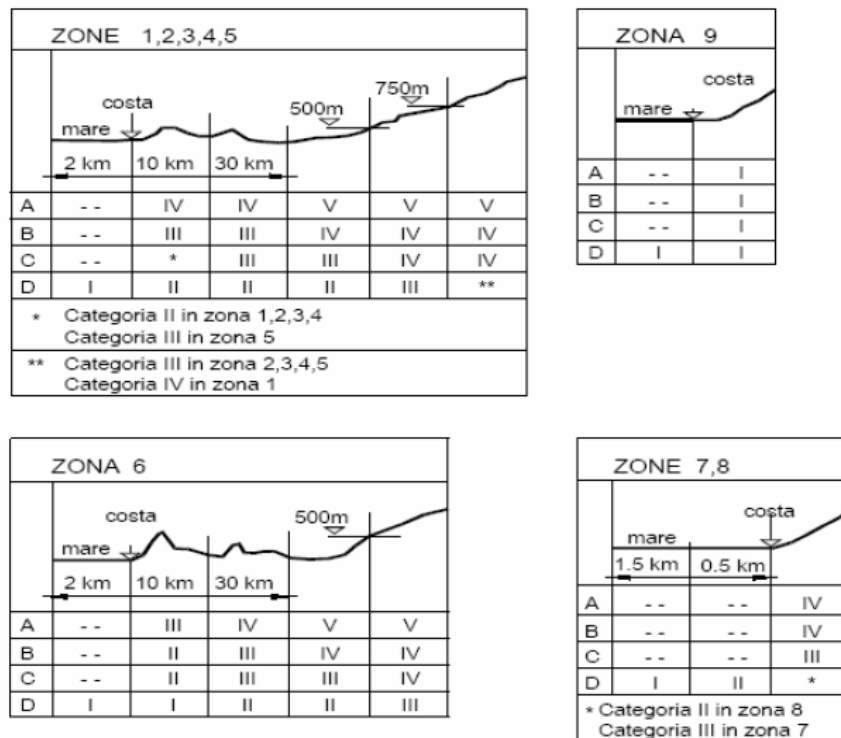 ZONE 1,2,3,4,5
costa
mare
500m
750m
2 km 10 km 30 km
A -- IV IV V V V
B -- III III IV IV IV
C -- * III III IV IV
D I II II II III **
* Categoria II in zona 1,2,3,4
Categoria III in zona 5
** Categoria III in zona 2,3,4,5
Categoria IV in zona 1
ZONA 9
costa
mare
A -- I
B -- I
C -- I
D I I
ZONA 6
costa
mare
500m
2 km 10 km 30 km
A -- III IV V V
B -- II III IV IV
C -- II III III IV
D I I II II III
ZONE 7,8
costa
mare
1.5 km 0.5 km
A -- -- IV
B -- -- IV
C -- -- III
D I II *
* Categoria II in zona 8
Categoria III in zona 7